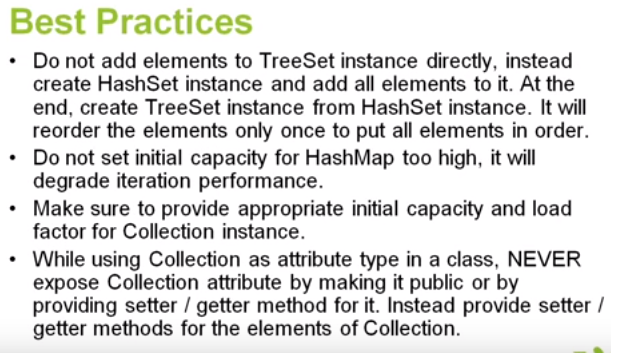 Best Practices
• Do not add elements to TreeSet instance directly, instead
create HashSet instance and add all elements to it. At the
end, create TreeSet instance from HashSet instance. It will
reorder the elements only once to put all elements in order.
• Do not set initial capacity for HashMap too high, it will
degrade iteration performance.
• Make sure to provide appropriate initial capacity and load
factor for Collection instance.
• While using Collection as attribute type in a class, NEVER
expose Collection attribute by making it public or by
providing setter / getter method for it. Instead provide setter /
getter methods for the elements of Collection.